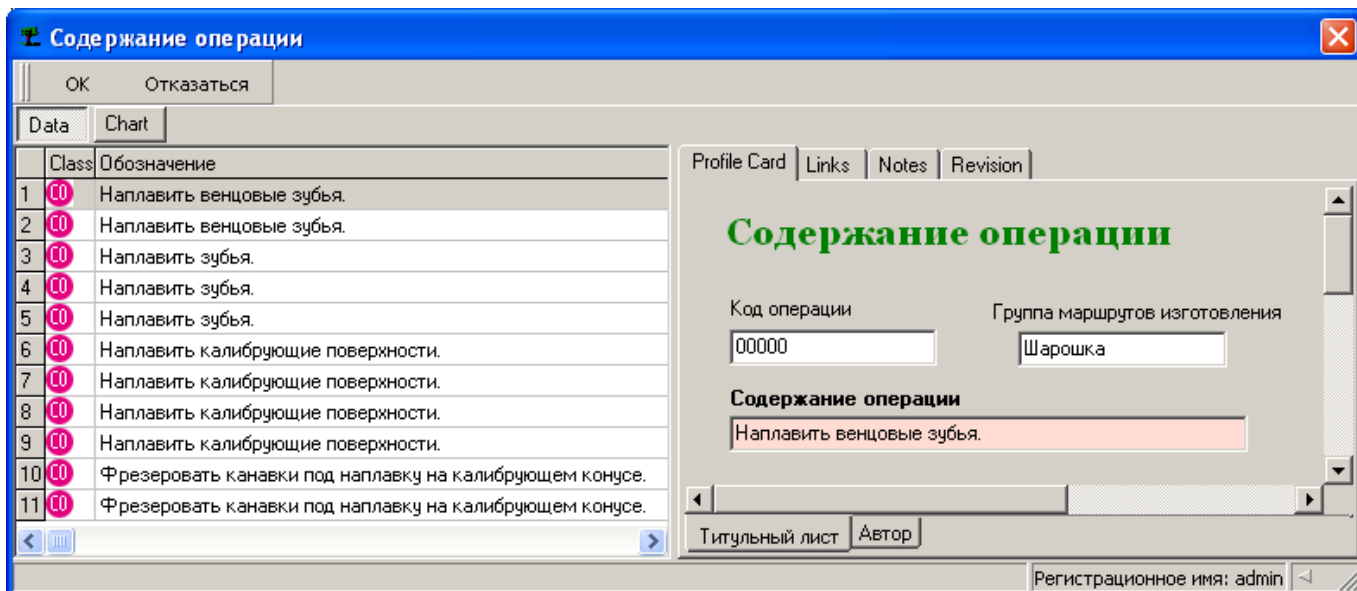 Содержание операции
OK Отказаться
Data Chart
Class Обозначение
1 CO Наплавить венцовые зубья.
2 CO Наплавить венцовые зубья.
3 CO Наплавить зубья.
4 CO Наплавить зубья.
5 CO Наплавить зубья.
6 CO Наплавить калибрующие поверхности.
7 CO Наплавить калибрующие поверхности.
8 CO Наплавить калибрующие поверхности.
9 CO Наплавить калибрующие поверхности.
10 CO Фрезеровать канавки под наплавку на калибрующем конусе.
11 CO Фрезеровать канавки под наплавку на калибрующем конусе.
Profile Card Links Notes Revision
Содержание операции
Код операции Группа маршрутов изготовления
00000 Шарошка
Содержание операции
Наплавить венцовые зубья.
Титульный лист Автор
Регистрационное имя: admin